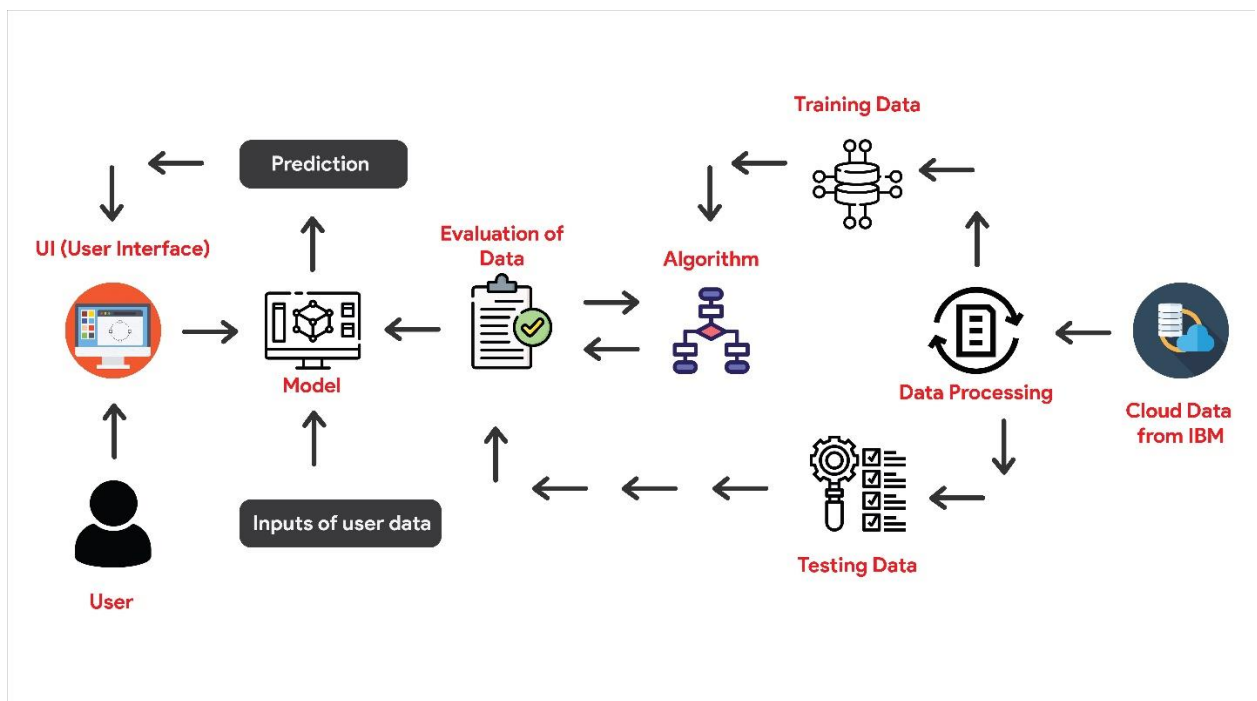 Training Data
Prediction
UI (User Interface)
Evaluation of
Data
Algorithm
Model
Data Processing
Cloud Data
from IBM
Inputs of user data
Testing Data
User